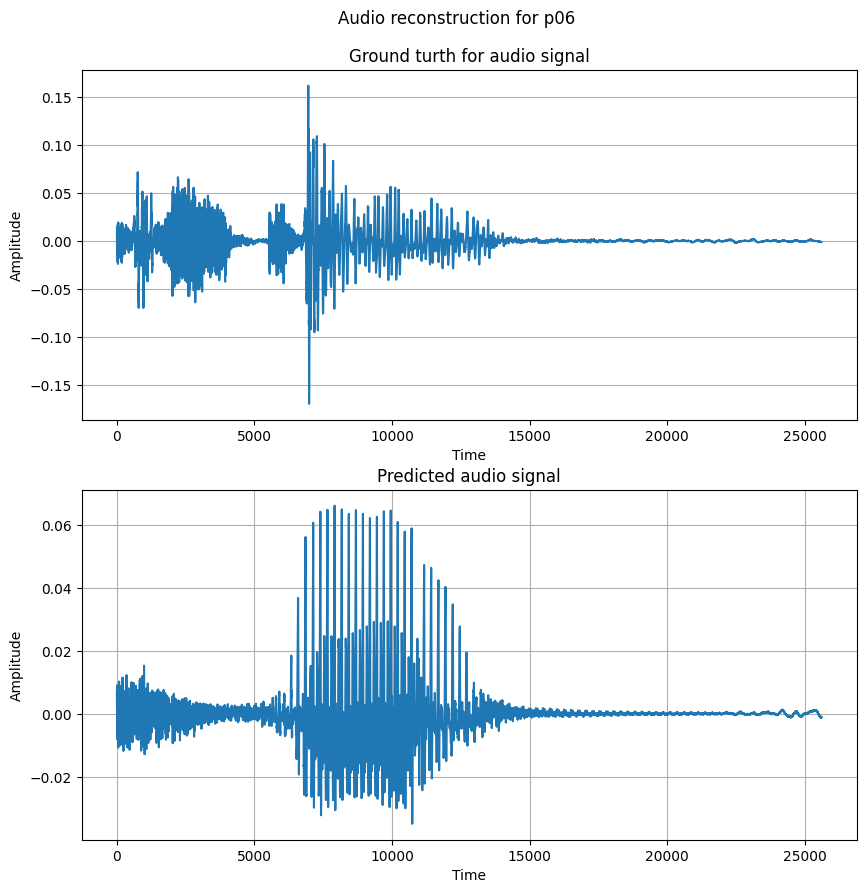 Audio reconstruction for p06
Ground turth for audio signal
0.15
0.10
0.05
0.00
−0.05
−0.10
−0.15
Amplitude
0 5000 10000 15000 20000 25000
Time
Predicted audio signal
0.06
0.04
0.02
0.00
−0.02
Amplitude
0 5000 10000 15000 20000 25000
Time